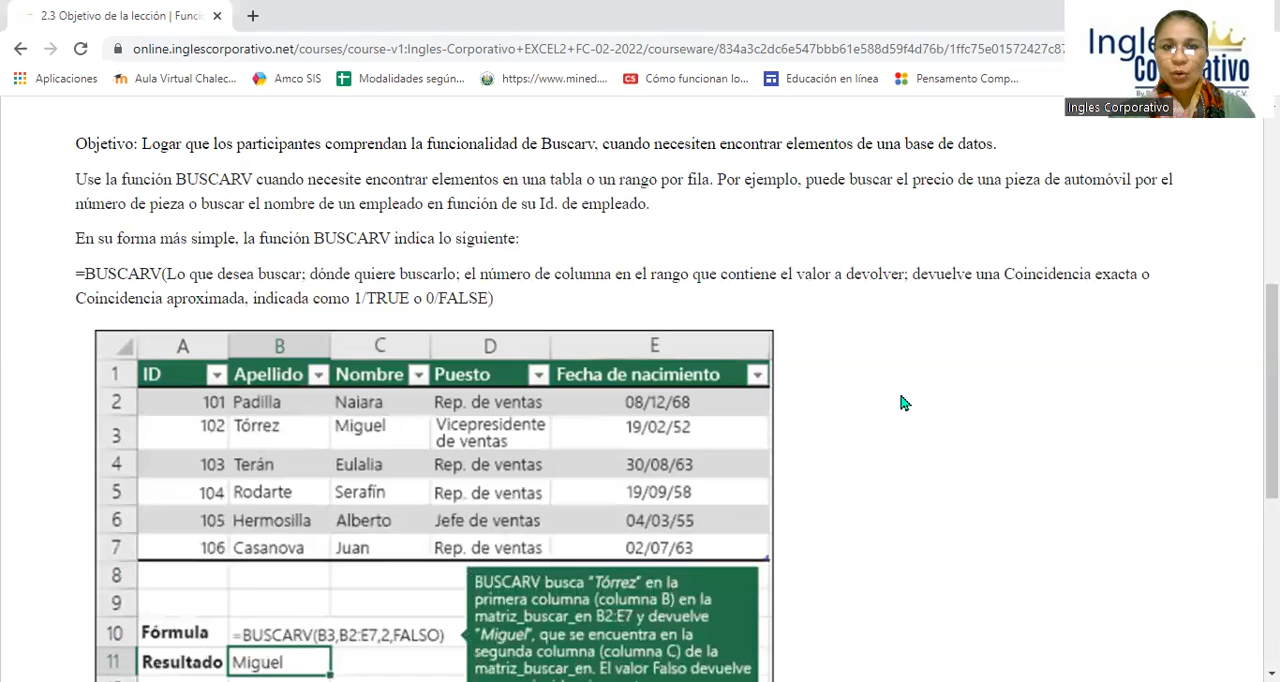 2.3 Objetivo de la lección | Funci
online.inglescorporativo.net/courses/course-v1:Ingles-Corporativo+EXCEL2+FC-02-2022/courseware/834a3c2dc6e547bbb61e588d59f4d76b/1ffc75e01572427c87
Aplicaciones
Aula Virtual Chalec...
Amco SIS
Modalidades según...
https://www.mined....
Cómo funcionan lo...
Educación en línea
Pensamento Comp...
Ingles Corporativo
Objetivo: Logar que los participantes comprendan la funcionalidad de Buscarv, cuando necesiten encontrar elementos de una base de datos.
Use la función BUSCARV cuando necesite encontrar elementos en una tabla o un rango por fila. Por ejemplo, puede buscar el precio de una pieza de automóvil por el
número de pieza o buscar el nombre de un empleado en función de su Id. de empleado.
En su forma más simple, la función BUSCARV indica lo siguiente:
=BUSCARV(Lo que desea buscar; dónde quiere buscarlo; el número de columna en el rango que contiene el valor a devolver; devuelve una Coincidencia exacta o
Coincidencia aproximada, indicada como 1/TRUE o 0/FALSE)
A B C D E
1 ID Apellido Nombre Puesto Fecha de nacimiento
2 101 Padilla Naiara Rep. de ventas 08/12/68
3 102 Tórrez Miguel Vicepresidente de ventas 19/02/52
4 103 Terán Eulalia Rep. de ventas 30/08/63
5 104 Rodarte Serafín Rep. de ventas 19/09/58
6 105 Hermosilla Alberto Jefe de ventas 04/03/55
7 106 Casanova Juan Rep. de ventas 02/07/63
8
9
10 Fórmula =BUSCARV(B3,B2:E7,2,FALSO)
11 Resultado Miguel
BUSCARV busca "Tórrez" en la
primera columna (columna B) en la
matriz_buscar_en B2:E7 y devuelve
"Miguel", que se encuentra en la
segunda columna (columna C) de la
matriz_buscar_en. El valor Falso devuelve